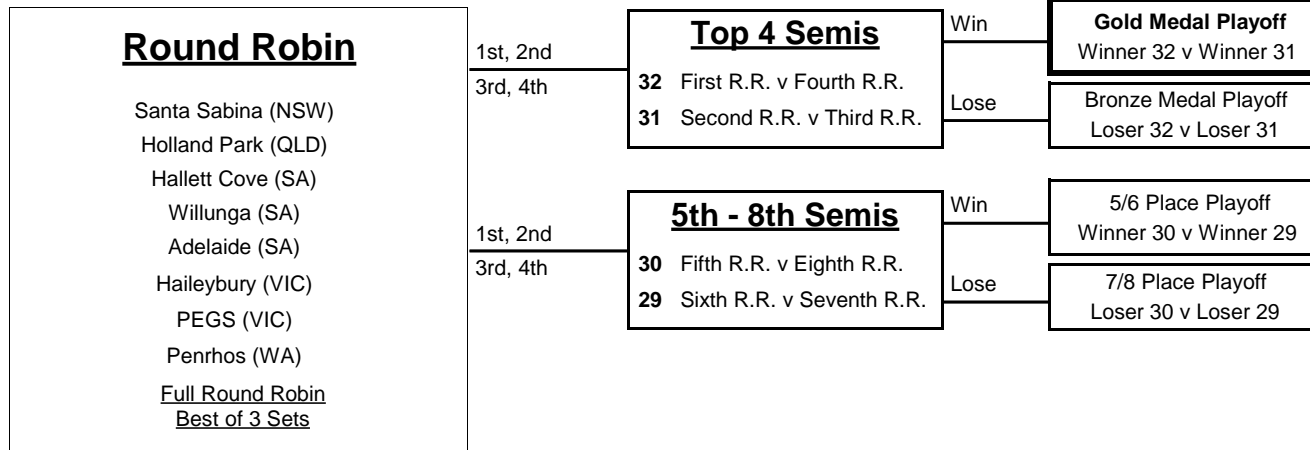 Round Robin
Santa Sabina (NSW)
Holland Park (QLD)
Hallett Cove (SA)
Willunga (SA)
Adelaide (SA)
Haileybury (VIC)
PEGS (VIC)
Penrhos (WA)
Full Round Robin
Best of 3 Sets
1st, 2nd
3rd, 4th
Top 4 Semis
32 First R.R. v Fourth R.R.
31 Second R.R. v Third R.R.
Win
Gold Medal Playoff
Winner 32 v Winner 31
Lose
Bronze Medal Playoff
Loser 32 v Loser 31
1st, 2nd
3rd, 4th
5th - 8th Semis
30 Fifth R.R. v Eighth R.R.
29 Sixth R.R. v Seventh R.R.
Win
5/6 Place Playoff
Winner 30 v Winner 29
Lose
7/8 Place Playoff
Loser 30 v Loser 29